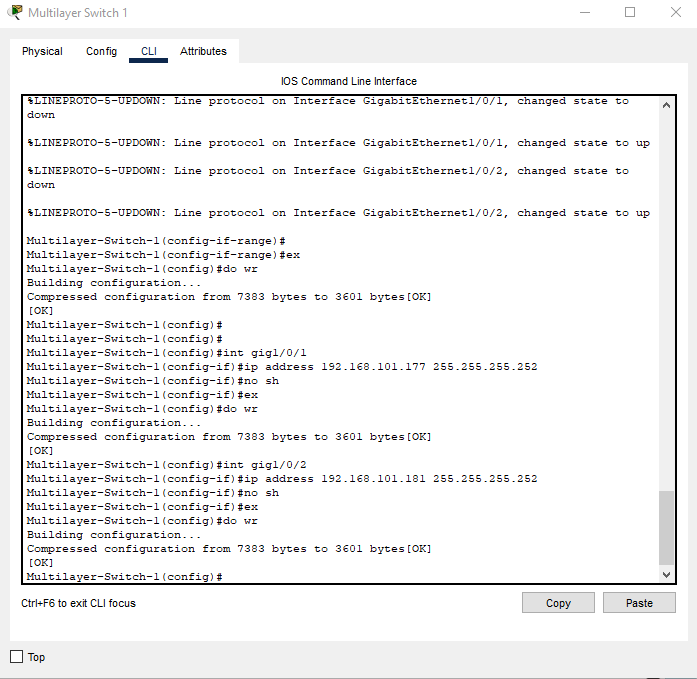 Multilayer Switch 1
Physical Config CLI Attributes
IOS Command Line Interface
%LINEPROTO-5-UPDOWN: Line protocol on Interface GigabitEthernet1/0/1, changed state to
down
%LINEPROTO-5-UPDOWN: Line protocol on Interface GigabitEthernet1/0/1, changed state to up
%LINEPROTO-5-UPDOWN: Line protocol on Interface GigabitEthernet1/0/2, changed state to
down
%LINEPROTO-5-UPDOWN: Line protocol on Interface GigabitEthernet1/0/2, changed state to up
Multilayer-Switch-1(config-if-range)#
Multilayer-Switch-1(config-if-range)#ex
Multilayer-Switch-1(config)#do wr
Building configuration...
Compressed configuration from 7383 bytes to 3601 bytes[OK]
[OK]
Multilayer-Switch-1(config)#
Multilayer-Switch-1(config)#
Multilayer-Switch-1(config)#int gig1/0/1
Multilayer-Switch-1(config-if)#ip address 192.168.101.177 255.255.255.252
Multilayer-Switch-1(config-if)#no sh
Multilayer-Switch-1(config-if)#ex
Multilayer-Switch-1(config)#do wr
Building configuration...
Compressed configuration from 7383 bytes to 3601 bytes[OK]
[OK]
Multilayer-Switch-1(config)#int gig1/0/2
Multilayer-Switch-1(config-if)#ip address 192.168.101.181 255.255.255.252
Multilayer-Switch-1(config-if)#no sh
Multilayer-Switch-1(config-if)#ex
Multilayer-Switch-1(config)#do wr
Building configuration...
Compressed configuration from 7383 bytes to 3601 bytes[OK]
[OK]
Multilayer-Switch-1(config)#
Ctrl+F6 to exit CLI focus
Copy Paste
Top